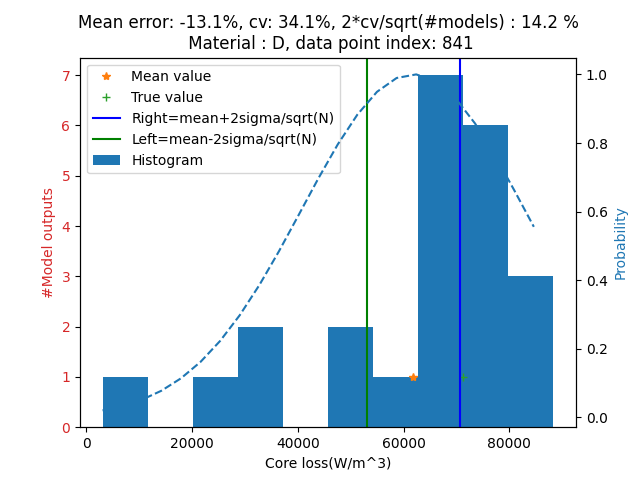 Mean error: -13.1%, cv: 34.1%, 2*cv/sqrt(#models) : 14.2 %
Material : D, data point index: 841
Mean value
True value
Right=mean+2sigma/sqrt(N)
Left=mean-2sigma/sqrt(N)
Histogram
#Model outputs
7
6
5
4
3
2
1
0
1.0
0.8
0.6
0.4
0.2
0.0
Probability
0
20000
40000
60000
80000
Core loss(W/m^3)